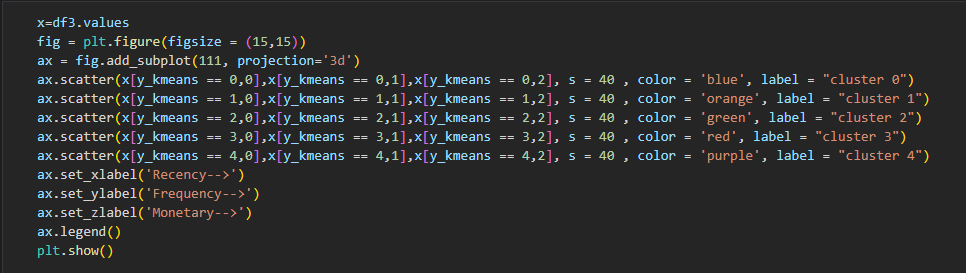 x=df3.values
fig = plt.figure(figsize = (15,15))
ax = fig.add_subplot(111, projection='3d')
ax.scatter(x[y_kmeans == 0,0],x[y_kmeans == 0,1],x[y_kmeans == 0,2], s = 40 , color = 'blue', label = "cluster 0")
ax.scatter(x[y_kmeans == 1,0],x[y_kmeans == 1,1],x[y_kmeans == 1,2], s = 40 , color = 'orange', label = "cluster 1")
ax.scatter(x[y_kmeans == 2,0],x[y_kmeans == 2,1],x[y_kmeans == 2,2], s = 40 , color = 'green', label = "cluster 2")
ax.scatter(x[y_kmeans == 3,0],x[y_kmeans == 3,1],x[y_kmeans == 3,2], s = 40 , color = 'red', label = "cluster 3")
ax.scatter(x[y_kmeans == 4,0],x[y_kmeans == 4,1],x[y_kmeans == 4,2], s = 40 , color = 'purple', label = "cluster 4")
ax.set_xlabel('Recency-->')
ax.set_ylabel('Frequency-->')
ax.set_zlabel('Monetary-->')
ax.legend()
plt.show()